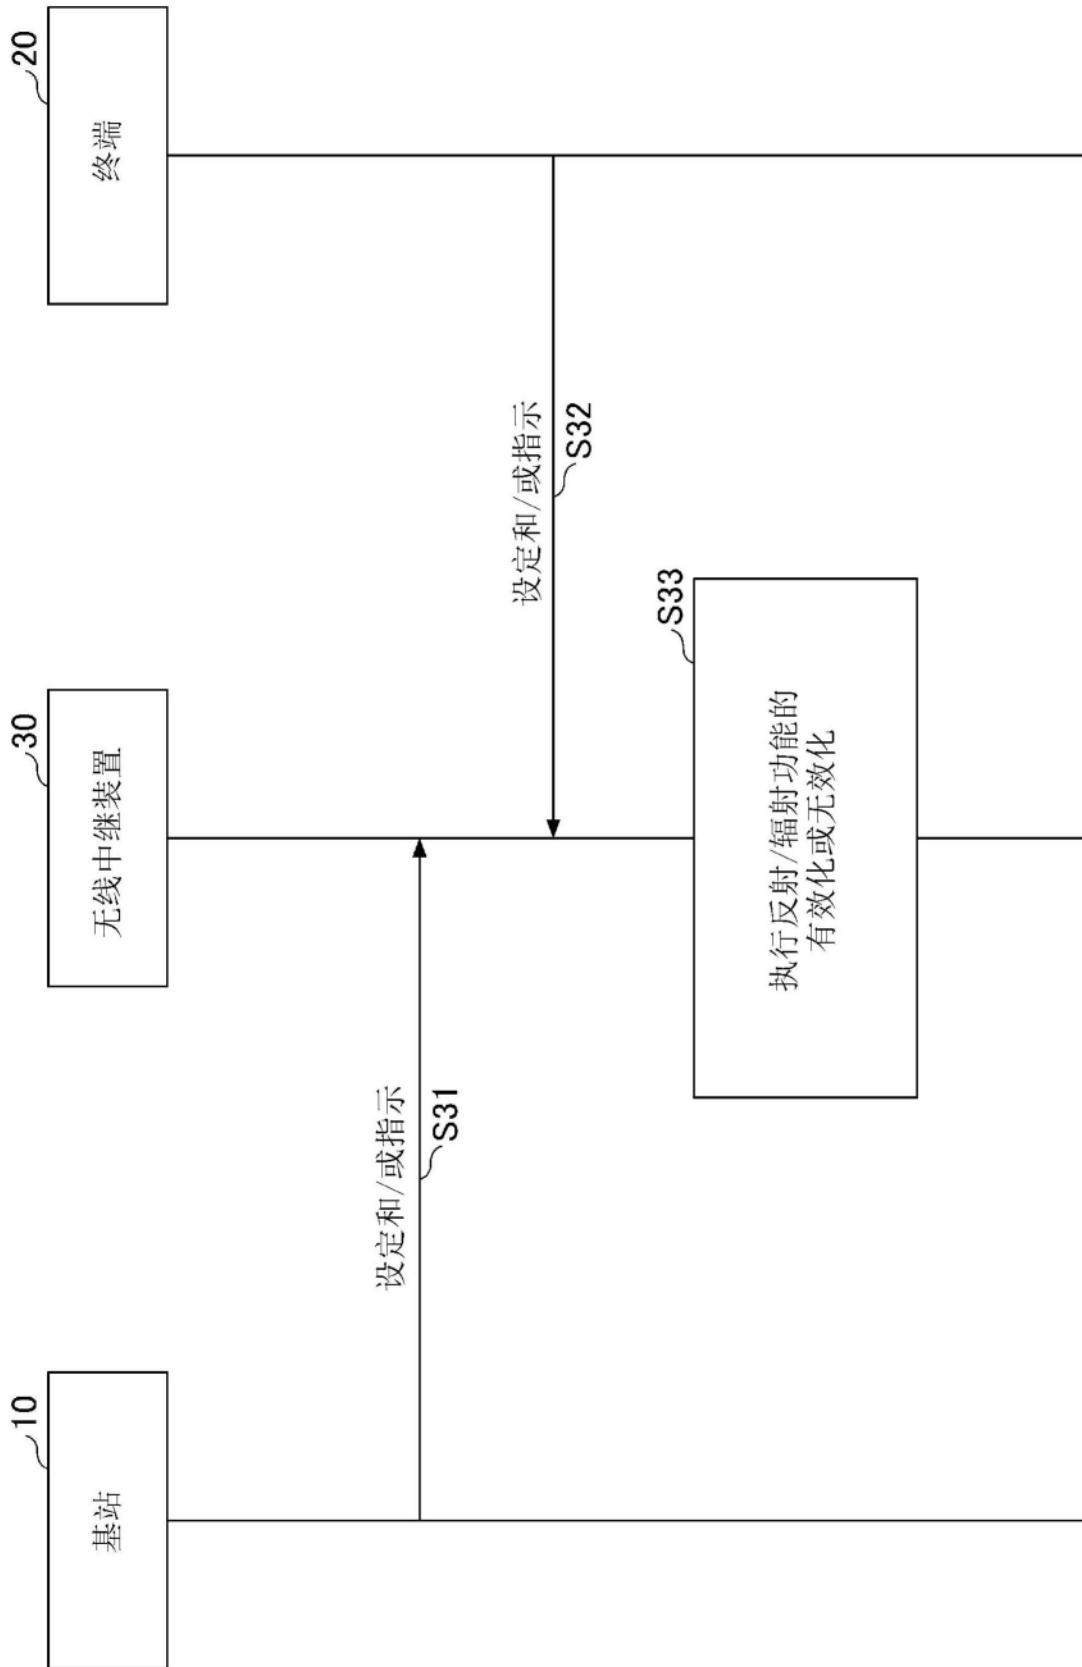 10
基站
30
无线中继装置
20
终端
设定和/或指示
S31
设定和/或指示
S32
S33
执行反射/辐射功能的
有效化或无效化